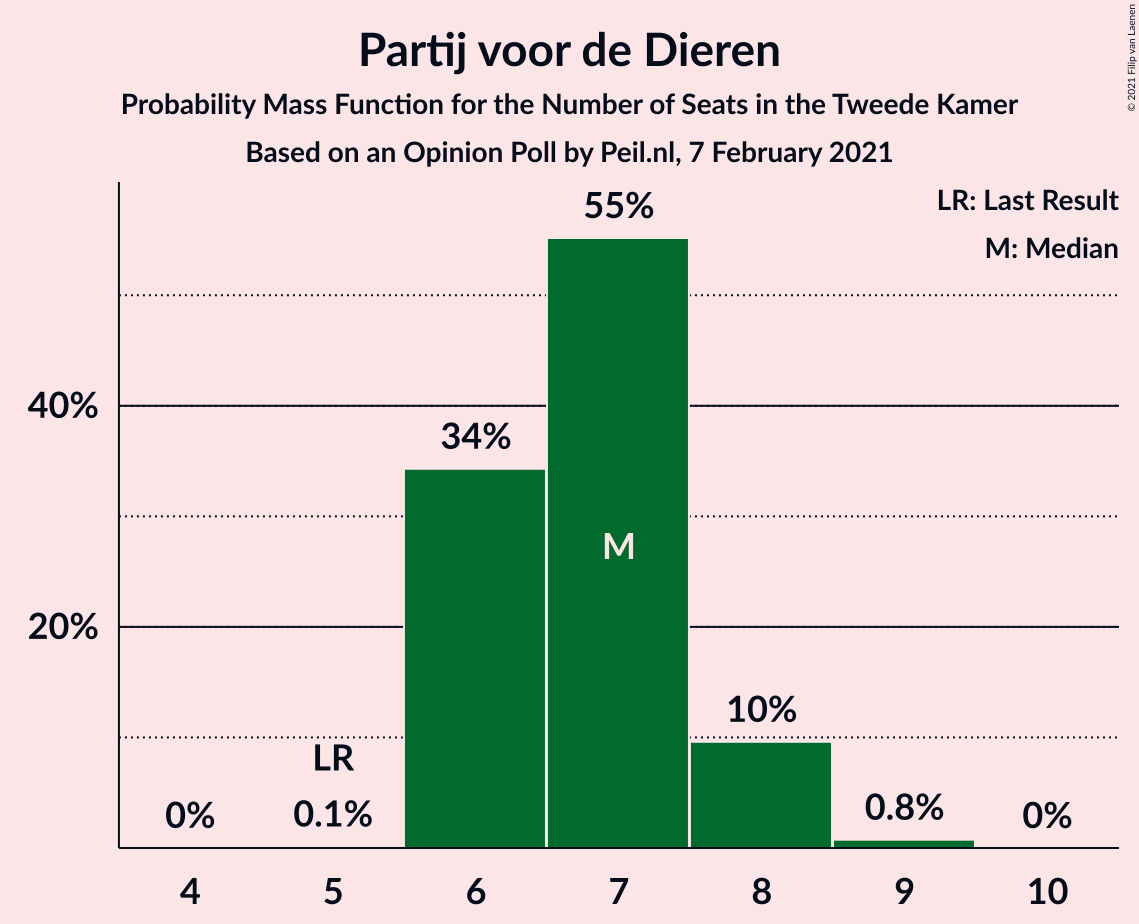 Partij voor de Dieren
Probability Mass Function for the Number of Seats in the Tweede Kamer
Based on an Opinion Poll by Peil.nl, 7 February 2021
© 2021 Filip van Laenen
LR: Last Result
M: Median
55%
40%
34%
M
20%
10%
LR
0%
0.1%
0.8%
0%
4
5
6
7
8
9
10